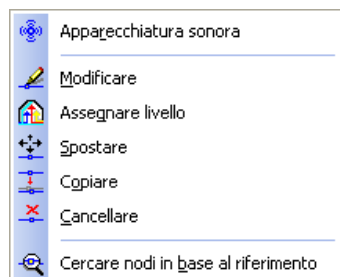 Apparecchiatura sonora
Modificare
Assegnare livello
Spostare
Copiare
Cancellare
Cercare nodi in base al riferimento